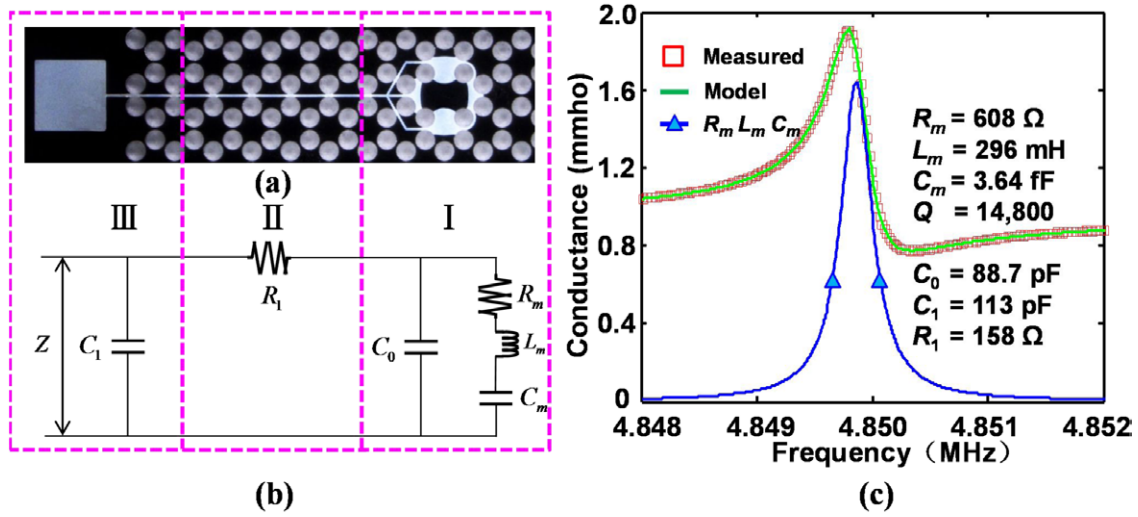 (a)
III
II
I
Z
C₁
R₁
C₀
Rₘ
Lₘ
Cₘ
(b)
Conductance (mmho)
2.0
1.6
1.2
0.8
0.4
0
Measured
Model
Rₘ Lₘ Cₘ
Rₘ = 608 Ω
Lₘ = 296 mH
Cₘ = 3.64 fF
Q = 14,800
C₀ = 88.7 pF
C₁ = 113 pF
R₁ = 158 Ω
4.848 4.849 4.850 4.851 4.852
Frequency（MHz）
(c)